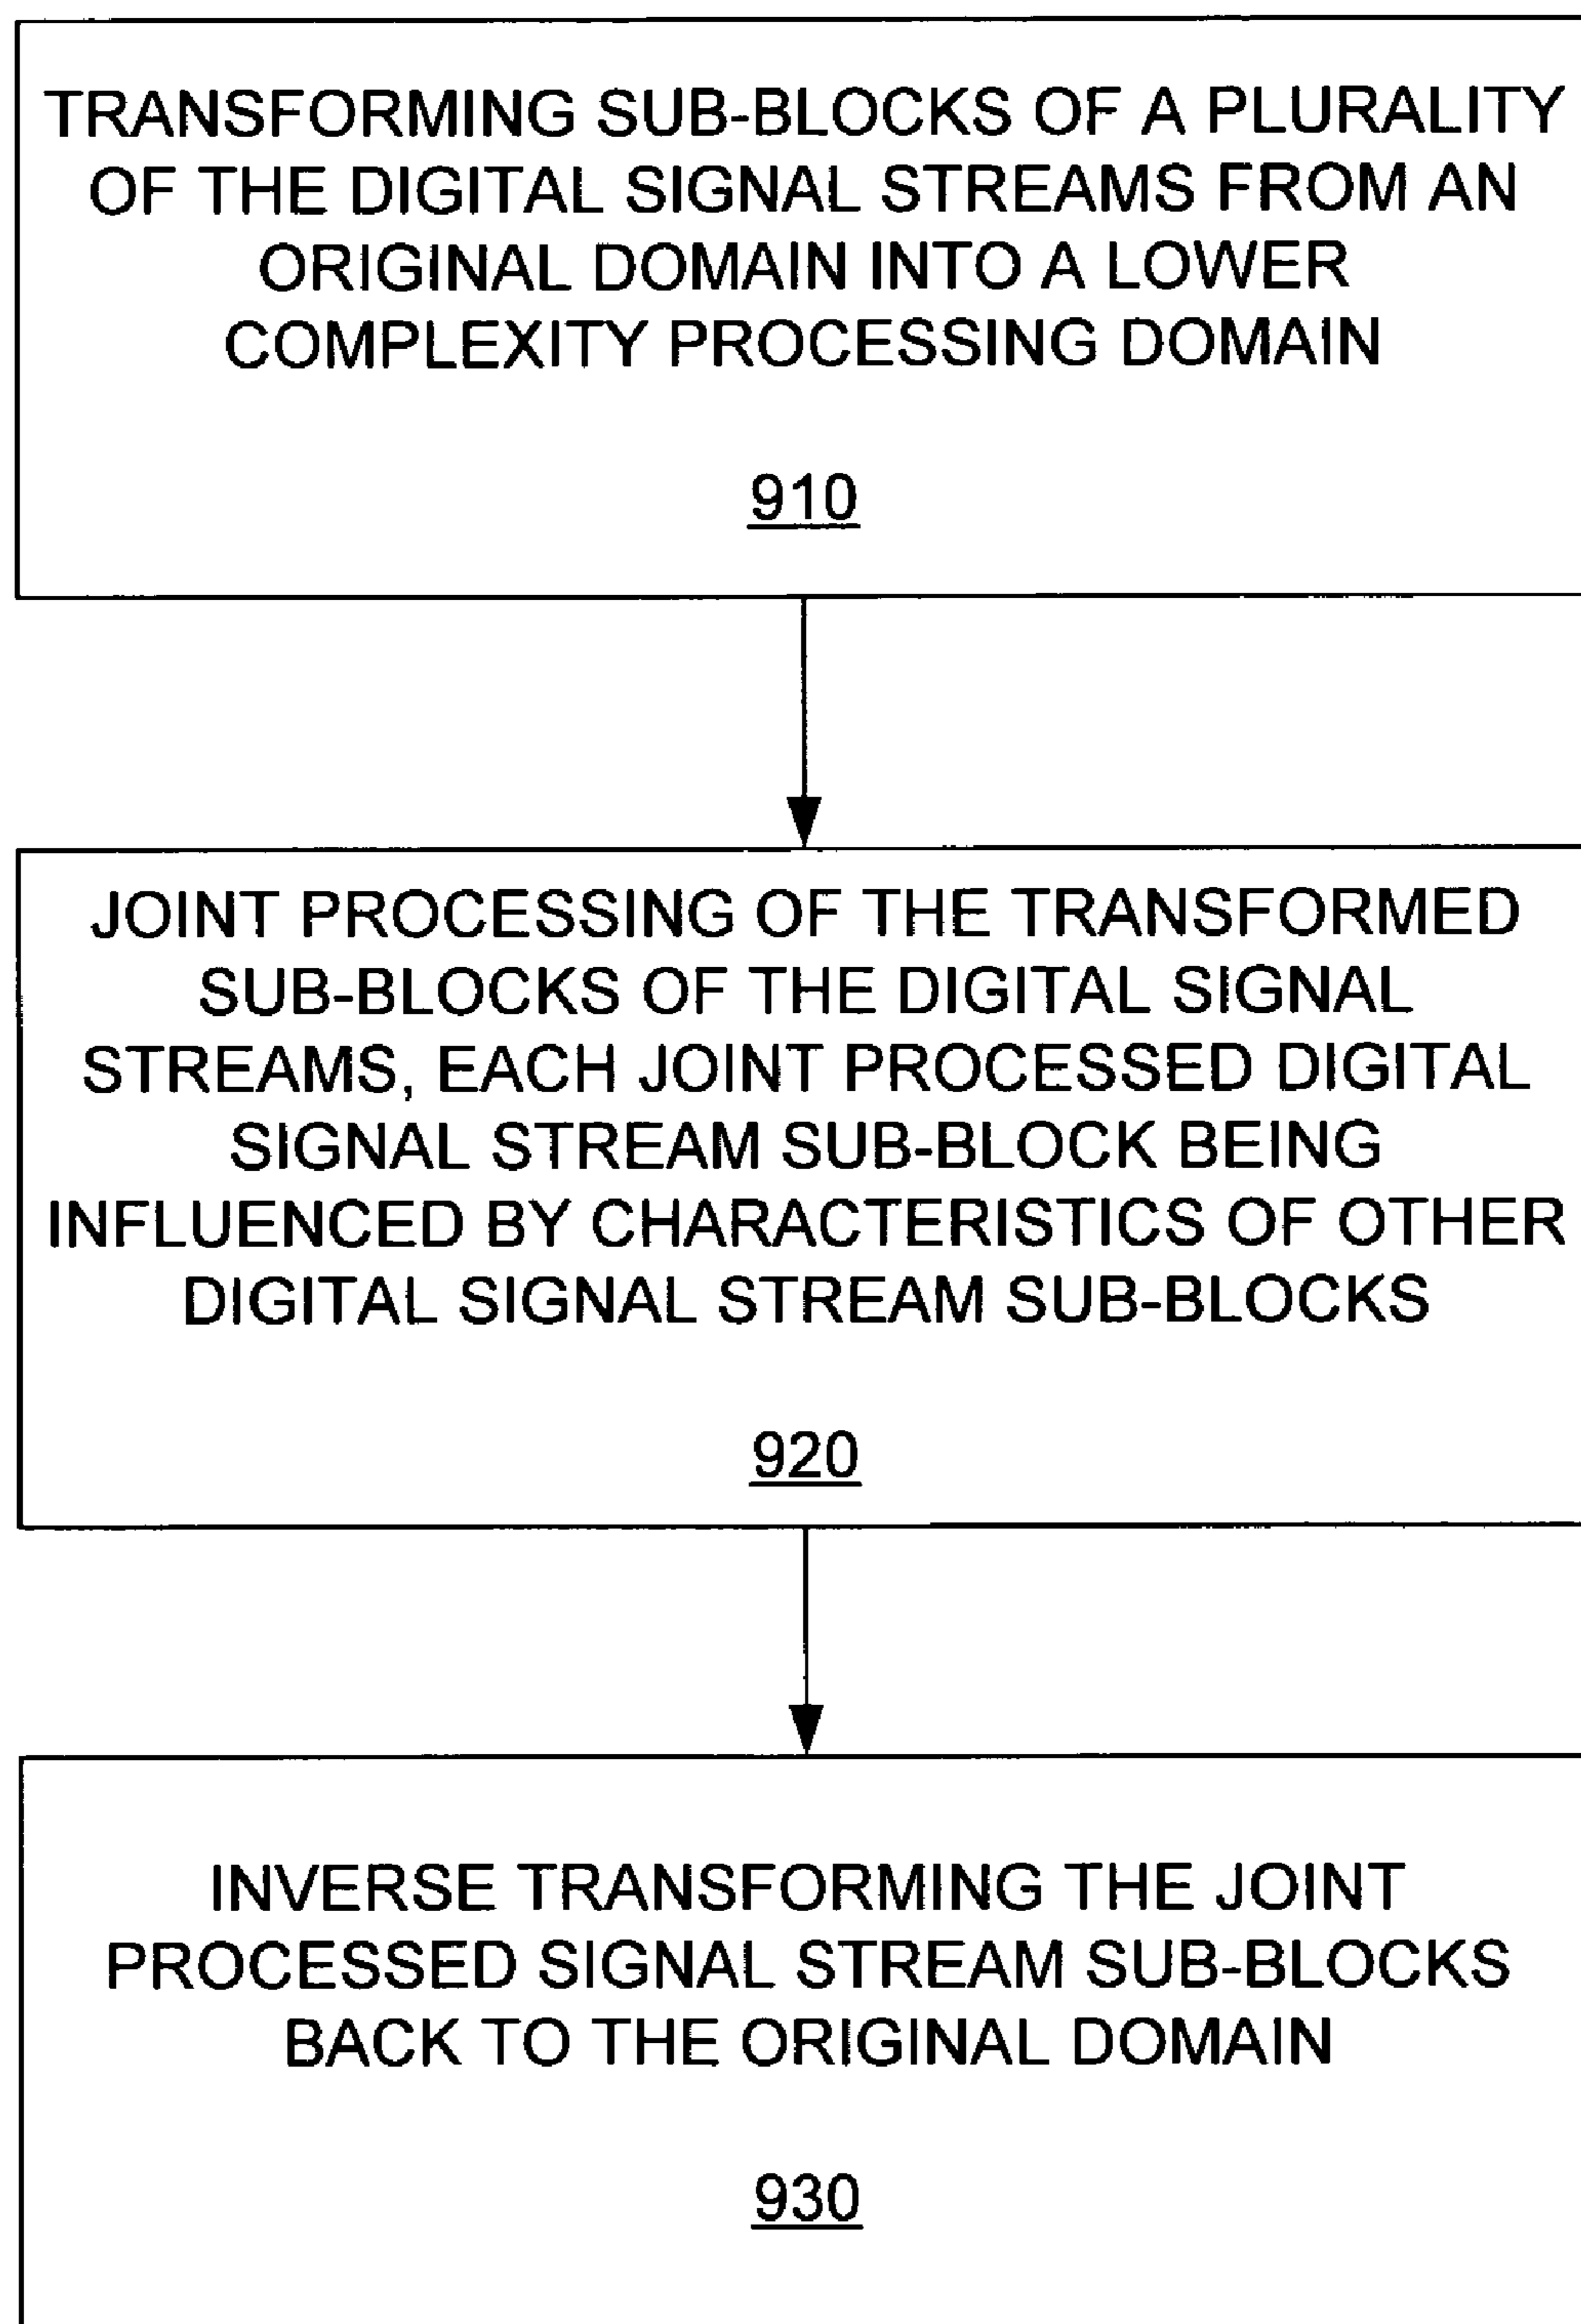 TRANSFORMING SUB-BLOCKS OF A PLURALITY
OF THE DIGITAL SIGNAL STREAMS FROM AN
ORIGINAL DOMAIN INTO A LOWER
COMPLEXITY PROCESSING DOMAIN
910
JOINT PROCESSING OF THE TRANSFORMED
SUB-BLOCKS OF THE DIGITAL SIGNAL
STREAMS, EACH JOINT PROCESSED DIGITAL
SIGNAL STREAM SUB-BLOCK BEING
INFLUENCED BY CHARACTERISTICS OF OTHER
DIGITAL SIGNAL STREAM SUB-BLOCKS
920
INVERSE TRANSFORMING THE JOINT
PROCESSED SIGNAL STREAM SUB-BLOCKS
BACK TO THE ORIGINAL DOMAIN
930